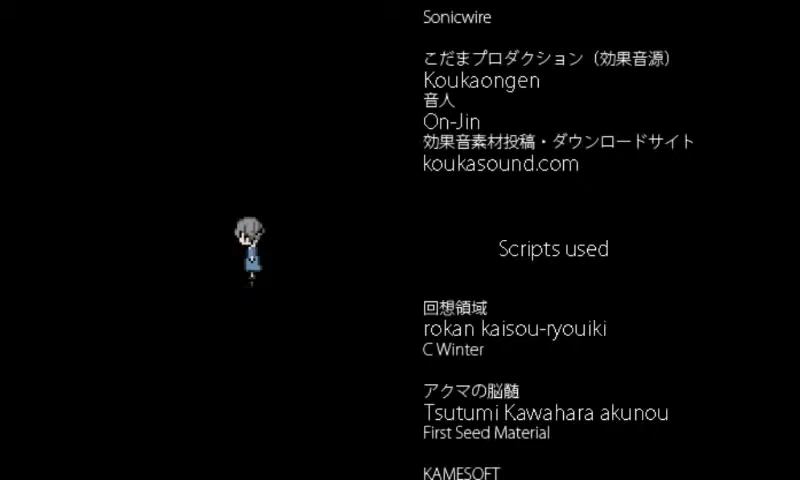 Sonicwire
こだまプロダクション（効果音源）
Koukaongen
音人
On-Jin
効果音素材投稿・ダウンロードサイト
koukasound.com
Scripts used
回想領域
rokan kaisou-ryouiki
C Winter
アクマの脳髄
Tsutumi Kawahara akunou
First Seed Material
KAMESOFT